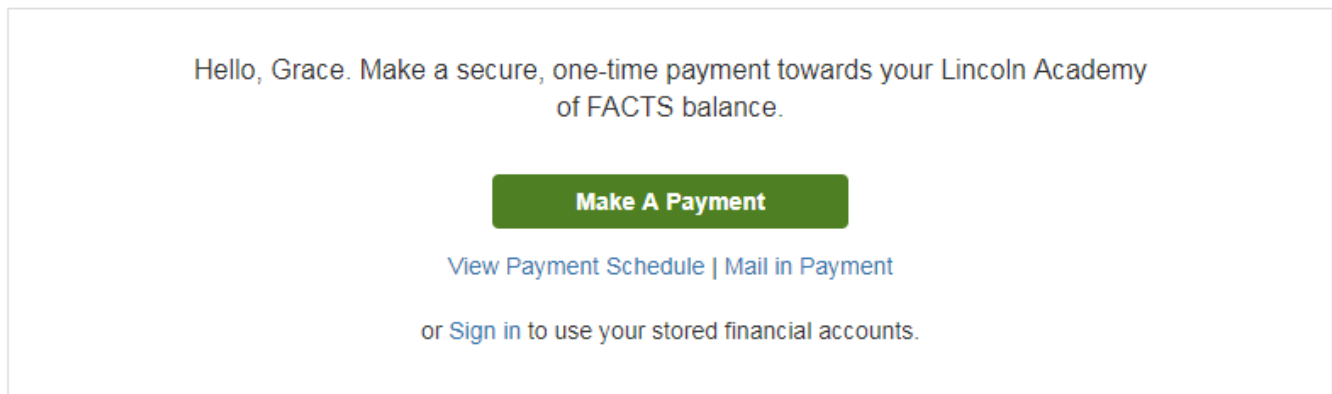 Hello, Grace. Make a secure, one-time payment towards your Lincoln Academy
of FACTS balance.
Make A Payment
View Payment Schedule | Mail in Payment
or Sign in to use your stored financial accounts.